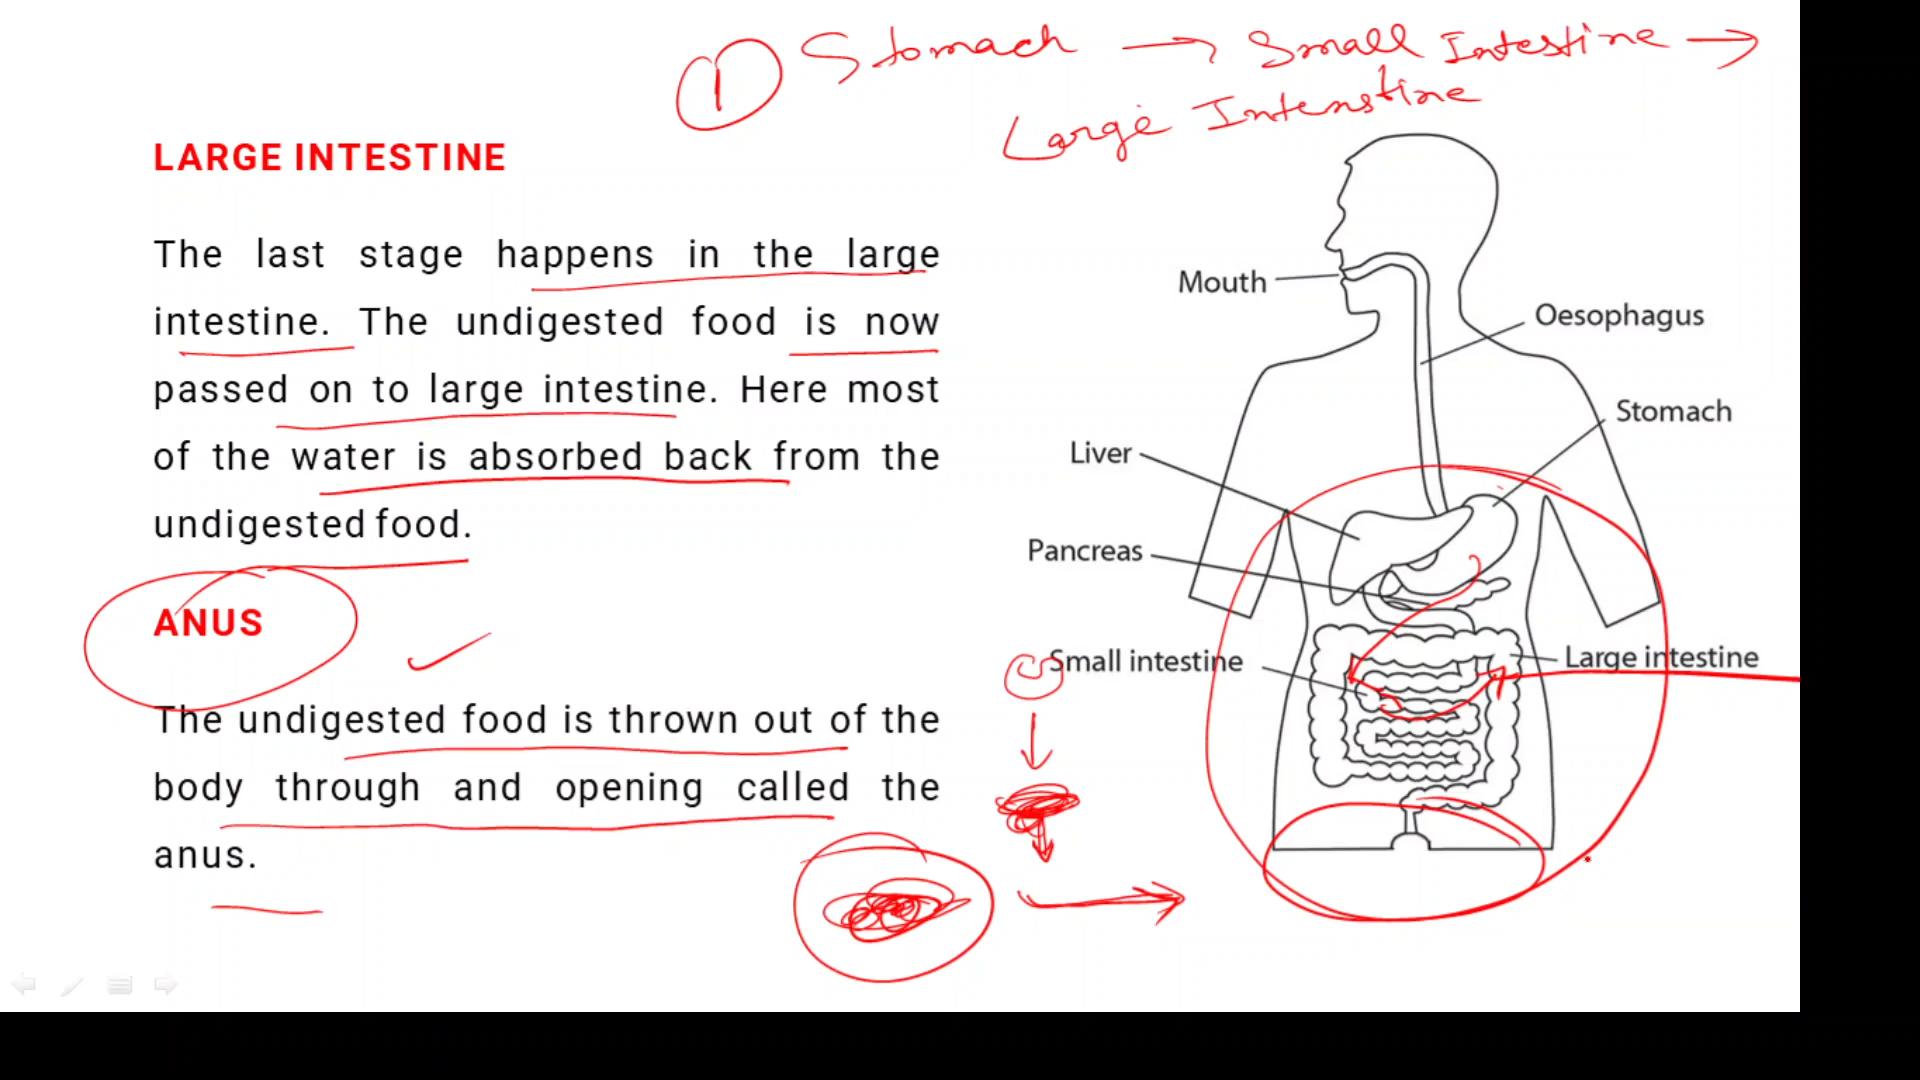 ① Stomach → Small Intestine →
Large Intenstine
LARGE INTESTINE
The last stage happens in the large
intestine. The undigested food is now
passed on to large intestine. Here most
of the water is absorbed back from the
undigested food.
ANUS
The undigested food is thrown out of the
body through and opening called the
anus.
Mouth
Oesophagus
Stomach
Liver
Pancreas
Small intestine
Large intestine